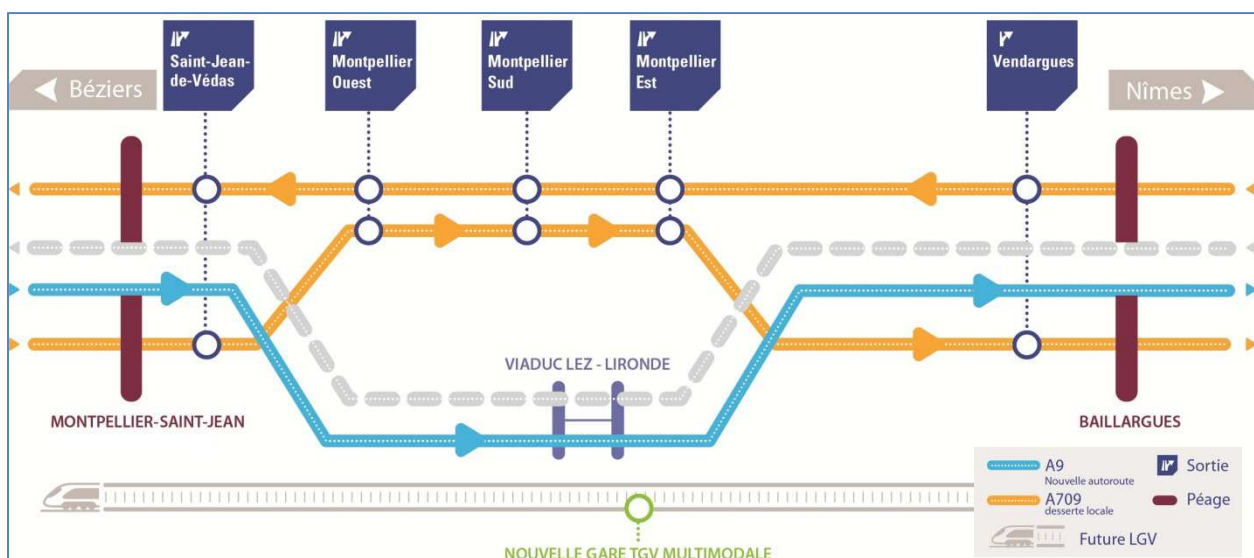 Saint-Jean-
de-Védas
Montpellier
Ouest
Montpellier
Sud
Montpellier
Est
Vendargues
Béziers
Nîmes
VIADUC LEZ - LIRONDE
MONTPELLIER-SAINT-JEAN
BAILLARGUES
A9
Nouvelle autoroute
Sortie
A709
desserte locale
Péage
Future LGV
NOUVELLE GARE TGV MULTIMODALE